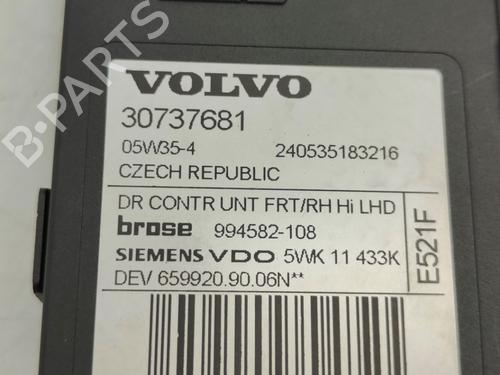 VOLVO
30737681
05W35-4 240535183216
CZECH REPUBLIC
DR CONTR UNT FRT/RH Hi LHD
brose 994582-108
SIEMENS VDO 5WK 11 433K
DEV 659920.90.06N**
E521F
B-PARTS